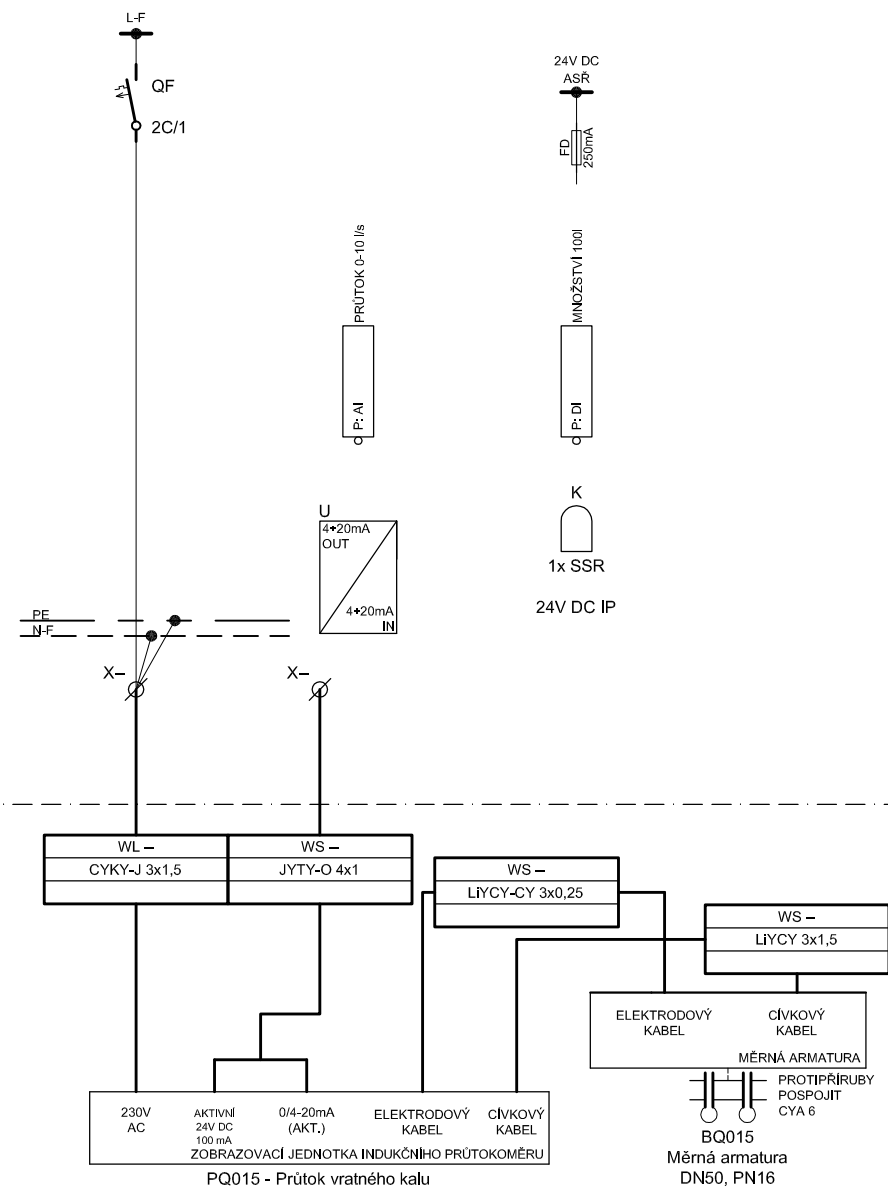 L-F
QF
2C/1
24V DC
ASŘ
FD
250mA
PRŮTOK 0-10 l/s
P: AI
MNOŽSTVÍ 100l
P: DI
U
4÷20mA
OUT
4÷20mA
IN
K
1x SSR
24V DC IP
PE
N-F
X–
X–
WL –
CYKY-J 3x1,5
WS –
JYTY-O 4x1
WS –
LiYCY-CY 3x0,25
WS –
LiYCY 3x1,5
ELEKTRODOVÝ
KABEL
CÍVKOVÝ
KABEL
MĚRNÁ ARMATURA
PROTIPŘÍRUBY
POSPOJIT
CYA 6
BQ015
Měrná armatura
DN50, PN16
230V
AC
AKTIVNÍ
24V DC
100 mA
0/4-20mA
(AKT.)
ELEKTRODOVÝ
KABEL
CÍVKOVÝ
KABEL
ZOBRAZOVACÍ JEDNOTKA INDUKČNÍHO PRŮTOKOMĚRU
PQ015 - Průtok vratného kalu